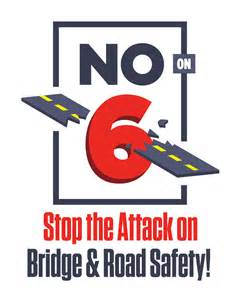 NO ON
6
Stop the Attack on
Bridge & Road Safety!